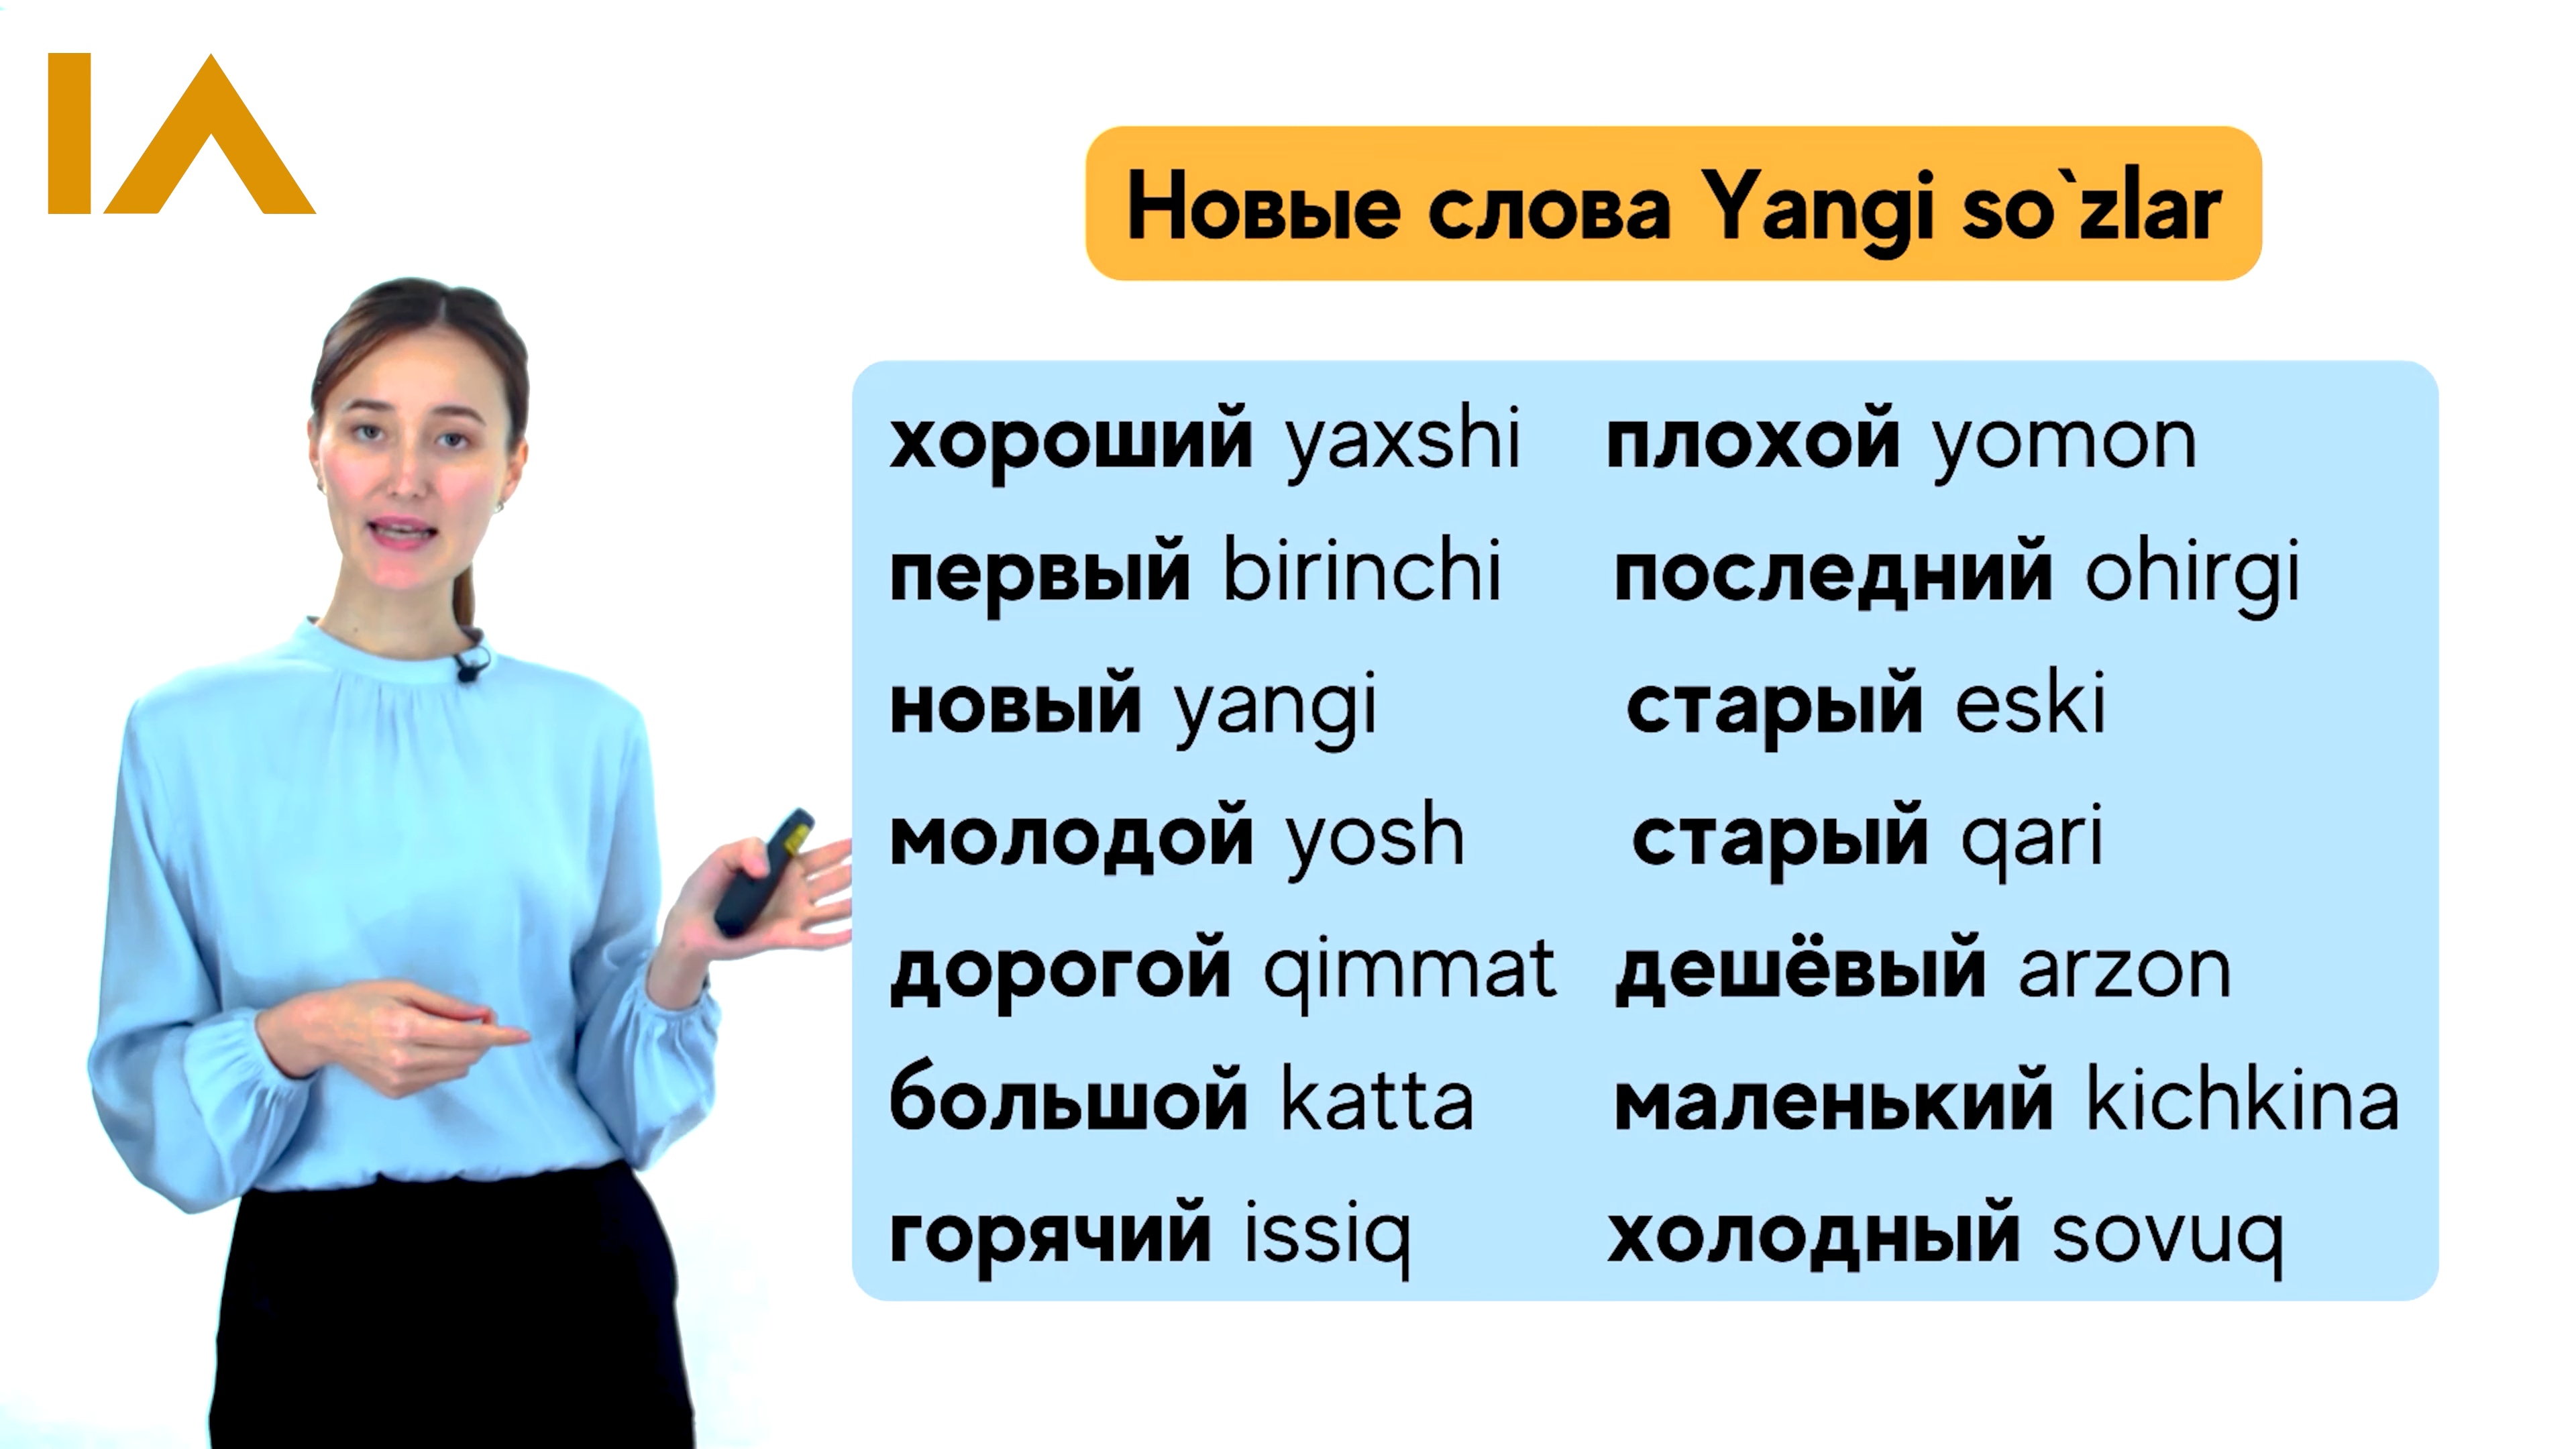 IA
Новые слова Yangi so`zlar
хороший yaxshi плохой yomon
первый birinchi последний ohirgi
новый yangi старый eski
молодой yosh старый qari
дорогой qimmat дешёвый arzon
большой katta маленький kichkina
горячий issiq холодный sovuq